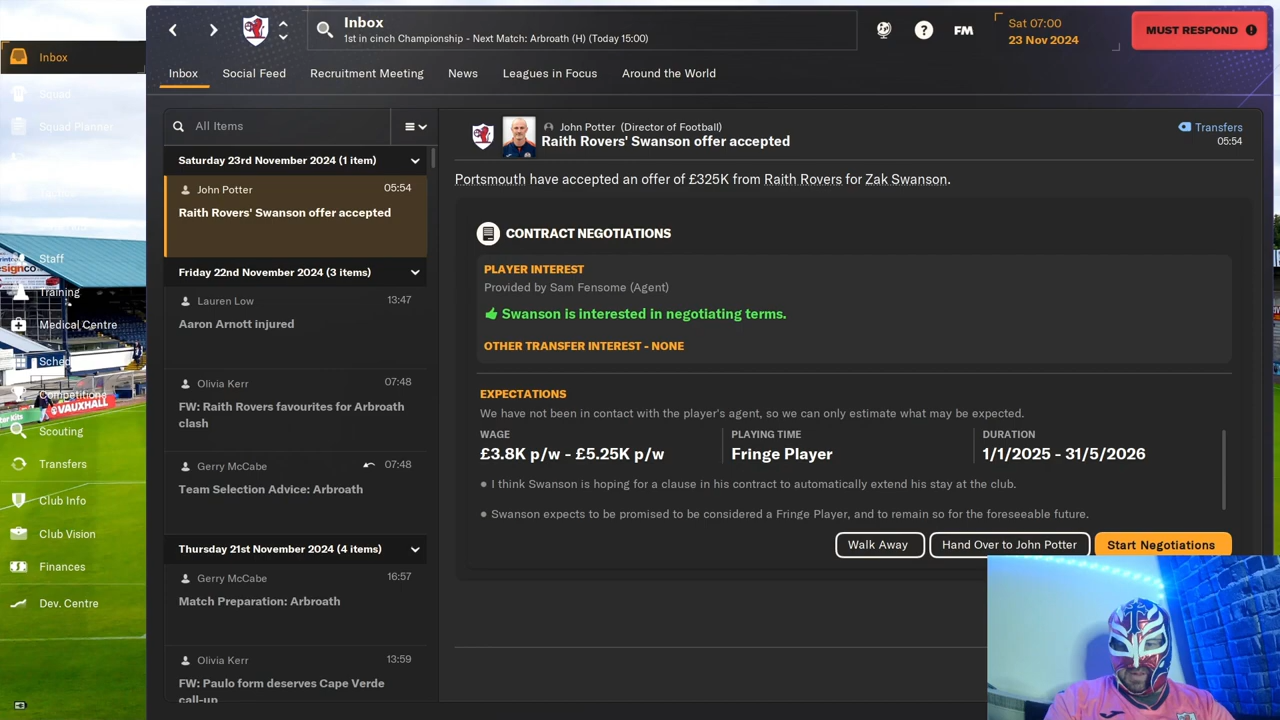 Inbox
1st in cinch Championship - Next Match: Arbroath (H) (Today 15:00)
FM
Sat 07:00
23 Nov 2024
MUST RESPOND
Inbox
Social Feed
Recruitment Meeting
News
Leagues in Focus
Around the World
Inbox
Squad
Squad Planner
Staff
Training
Medical Centre
Sched
Competitions
Scouting
Transfers
Club Info
Club Vision
Finances
Dev. Centre
VAUXHALL
All Items
Saturday 23rd November 2024 (1 item)
John Potter 05:54
Raith Rovers' Swanson offer accepted
Friday 22nd November 2024 (3 items)
Lauren Low 13:47
Aaron Arnott injured
Olivia Kerr 07:48
FW: Raith Rovers favourites for Arbroath
clash
Gerry McCabe 07:48
Team Selection Advice: Arbroath
Thursday 21st November 2024 (4 items)
Gerry McCabe 16:57
Match Preparation: Arbroath
Olivia Kerr 13:59
FW: Paulo form deserves Cape Verde
call-up
John Potter (Director of Football)
Raith Rovers' Swanson offer accepted
Transfers
05:54
Portsmouth have accepted an offer of £325K from Raith Rovers for Zak Swanson.
CONTRACT NEGOTIATIONS
PLAYER INTEREST
Provided by Sam Fensome (Agent)
Swanson is interested in negotiating terms.
OTHER TRANSFER INTEREST - NONE
EXPECTATIONS
We have not been in contact with the player's agent, so we can only estimate what may be expected.
WAGE
£3.8K p/w - £5.25K p/w
PLAYING TIME
Fringe Player
DURATION
1/1/2025 - 31/5/2026
I think Swanson is hoping for a clause in his contract to automatically extend his stay at the club.
Swanson expects to be promised to be considered a Fringe Player, and to remain so for the foreseeable future.
Walk Away
Hand Over to John Potter
Start Negotiations